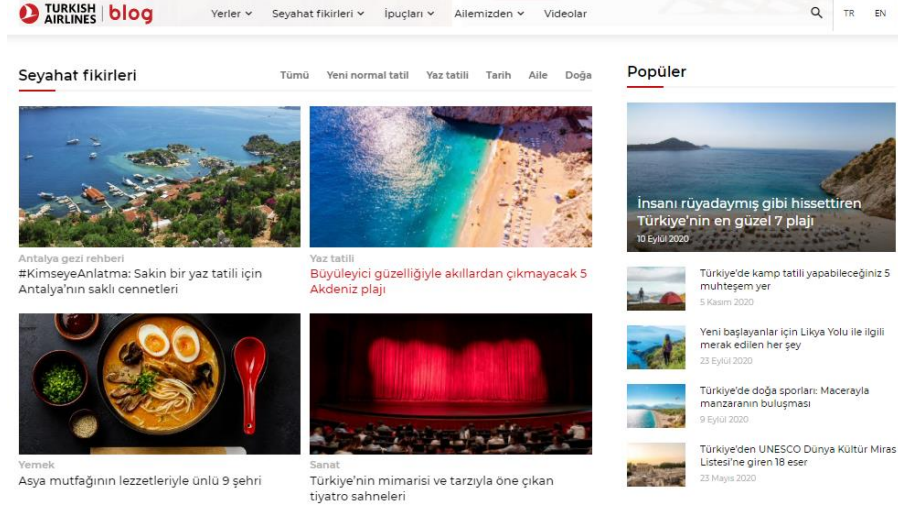 TURKISH
AIRLINES
blog
Yerler
Seyahat fikirleri
İpuçları
Ailemizden
Videolar
TR
EN
Seyahat fikirleri
Tümü
Yeni normal tatil
Yaz tatili
Tarih
Aile
Doğa
Antalya gezi rehberi
#KimseyeAnlatma: Sakin bir yaz tatili için
Antalya’nın saklı cennetleri
Yaz tatili
Büyüleyici güzelliğiyle akıllardan çıkmayacak 5
Akdeniz plajı
Yemek
Asya mutfağının lezzetleriyle ünlü 9 şehri
Sanat
Türkiye’nin mimarisi ve tarzıyla öne çıkan
tiyatro sahneleri
Popüler
İnsanı rüyadaymış gibi hissettiren
Türkiye’nin en güzel 7 plajı
10 Eylül 2020
Türkiye’de kamp tatili yapabileceğiniz 5
muhteşem yer
5 Kasım 2020
Yeni başlayanlar için Likya Yolu ile ilgili
merak edilen her şey
23 Eylül 2020
Türkiye’de doğa sporları: Macerayla
manzaranın buluşması
9 Eylül 2020
Türkiye’den UNESCO Dünya Kültür Miras
Listesi’ne giren 18 eser
23 Mayıs 2020